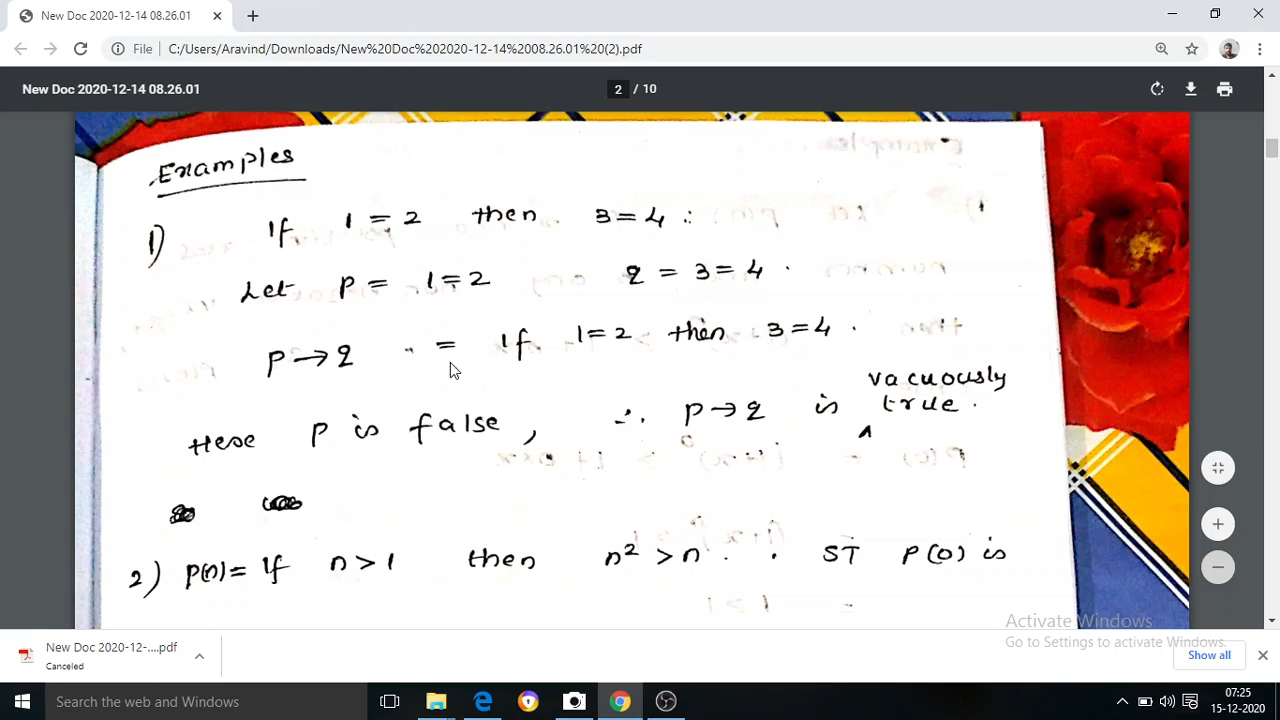 New Doc 2020-12-14 08.26.01
File C:/Users/Aravind/Downloads/New%20Doc%202020-12-14%2008.26.01%20(2).pdf
New Doc 2020-12-14 08.26.01 2 / 10
Examples
1) If 1 = 2 then 3 = 4 :
Let p = 1 = 2 q = 3 = 4 .
p → q = If 1 = 2 then 3 = 4 .
vacuously
Here p is false, ∴ p → q is true .
2) P(n) = If n > 1 then n² > n . . ST P(0) is
Activate Windows
Go to Settings to activate Windows.
New Doc 2020-12-....pdf
Canceled
Show all
Search the web and Windows
07:25
15-12-2020